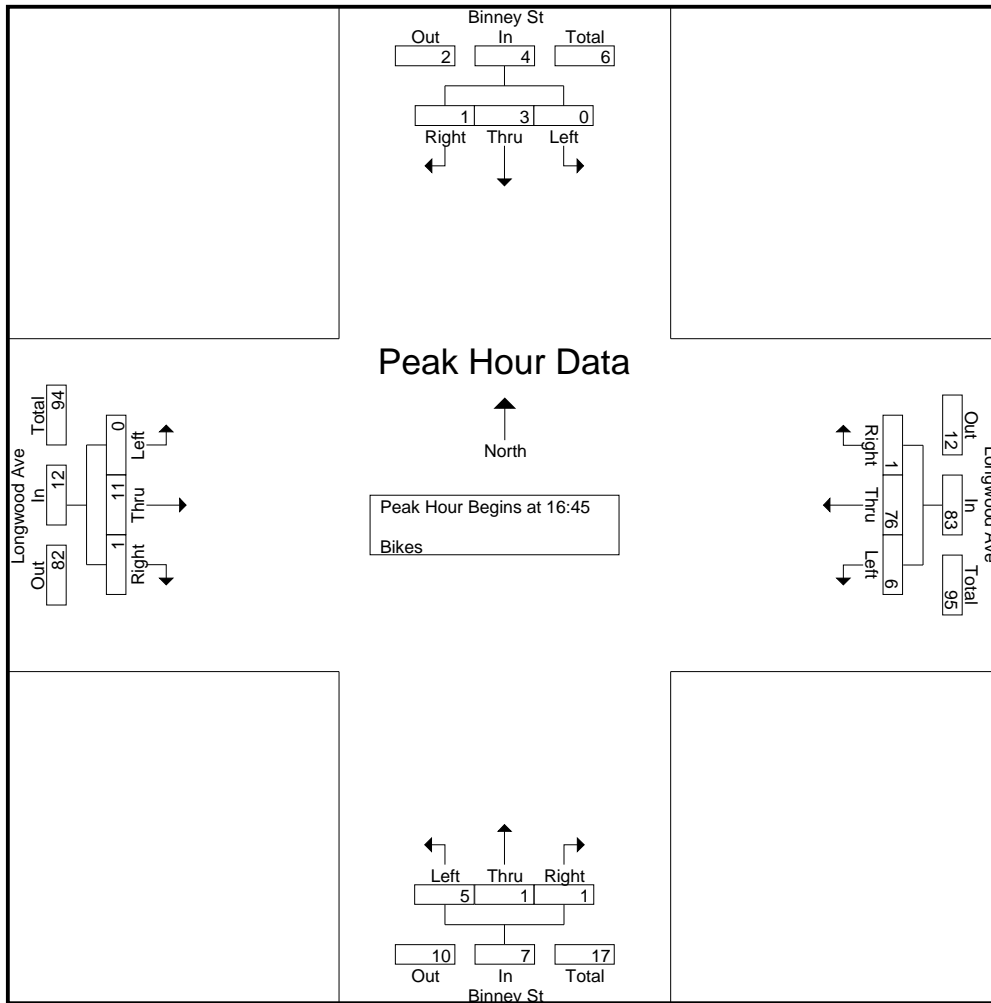 Binney St
Out In Total
2 4 6
1 3 0
Right Thru Left
Peak Hour Data
North
Peak Hour Begins at 16:45
Bikes
Longwood Ave
Total In Out
94 12 82
0 11 1
Left Thru Right
Longwood Ave
Out In Total
12 83 95
1 76 6
Right Thru Left
Left Thru Right
5 1 1
10 7 17
Out In Total
Binney St